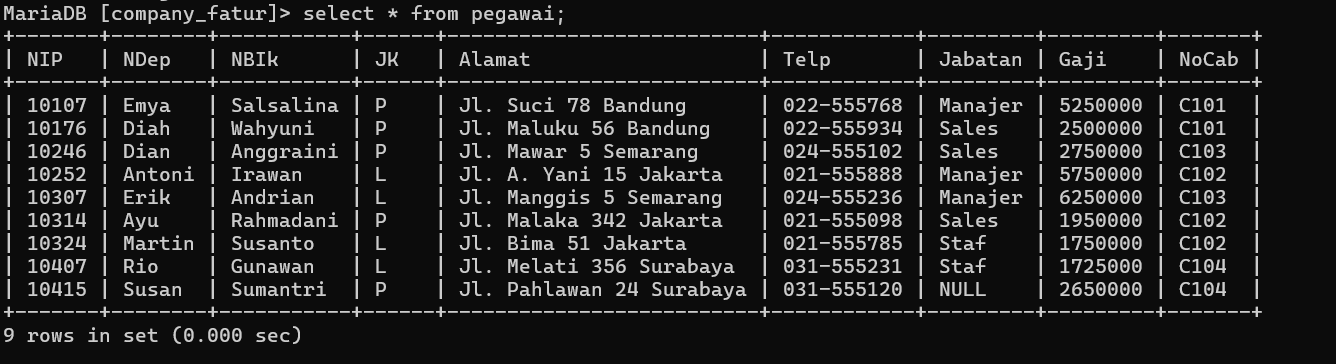 MariaDB [company_fatur]> select * from pegawai;
+-------+--------+-----------+------+--------------------------+------------+---------+---------+-------+
| NIP   | NDep   | NBIk      | JK   | Alamat                   | Telp       | Jabatan | Gaji    | NoCab |
+-------+--------+-----------+------+--------------------------+------------+---------+---------+-------+
| 10107 | Emya   | Salsalina | P    | Jl. Suci 78 Bandung      | 022-555768 | Manajer | 5250000 | C101  |
| 10176 | Diah   | Wahyuni   | P    | Jl. Maluku 56 Bandung    | 022-555934 | Sales   | 2500000 | C101  |
| 10246 | Dian   | Anggraini | P    | Jl. Mawar 5 Semarang     | 024-555102 | Sales   | 2750000 | C103  |
| 10252 | Antoni | Irawan    | L    | Jl. A. Yani 15 Jakarta   | 021-555888 | Manajer | 5750000 | C102  |
| 10307 | Erik   | Andrian   | L    | Jl. Manggis 5 Semarang   | 024-555236 | Manajer | 6250000 | C103  |
| 10314 | Ayu    | Rahmadani | P    | Jl. Malaka 342 Jakarta   | 021-555098 | Sales   | 1950000 | C102  |
| 10324 | Martin | Susanto   | L    | Jl. Bima 51 Jakarta      | 021-555785 | Staf    | 1750000 | C102  |
| 10407 | Rio    | Gunawan   | L    | Jl. Melati 356 Surabaya  | 031-555231 | Staf    | 1725000 | C104  |
| 10415 | Susan  | Sumantri  | P    | Jl. Pahlawan 24 Surabaya | 031-555120 | NULL    | 2650000 | C104  |
+-------+--------+-----------+------+--------------------------+------------+---------+---------+-------+
9 rows in set (0.000 sec)